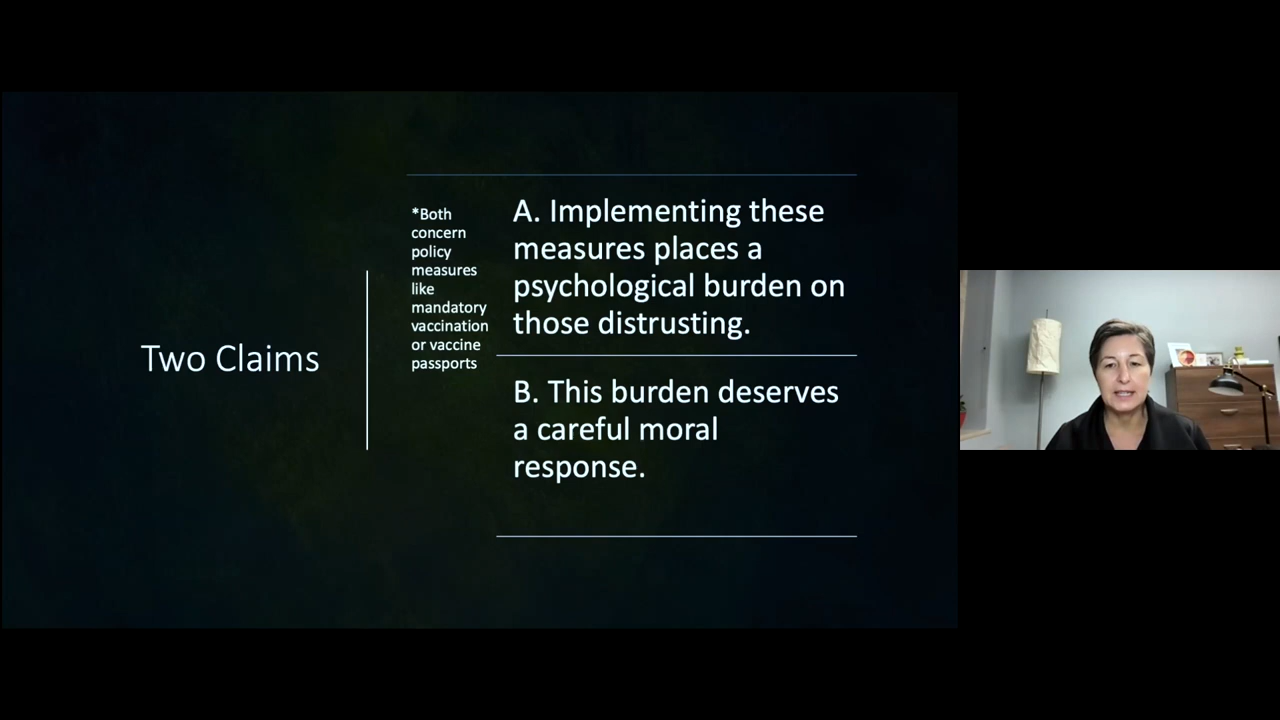 Two Claims
*Both
concern
policy
measures
like
mandatory
vaccination
or vaccine
passports
A. Implementing these
measures places a
psychological burden on
those distrusting.
B. This burden deserves
a careful moral
response.